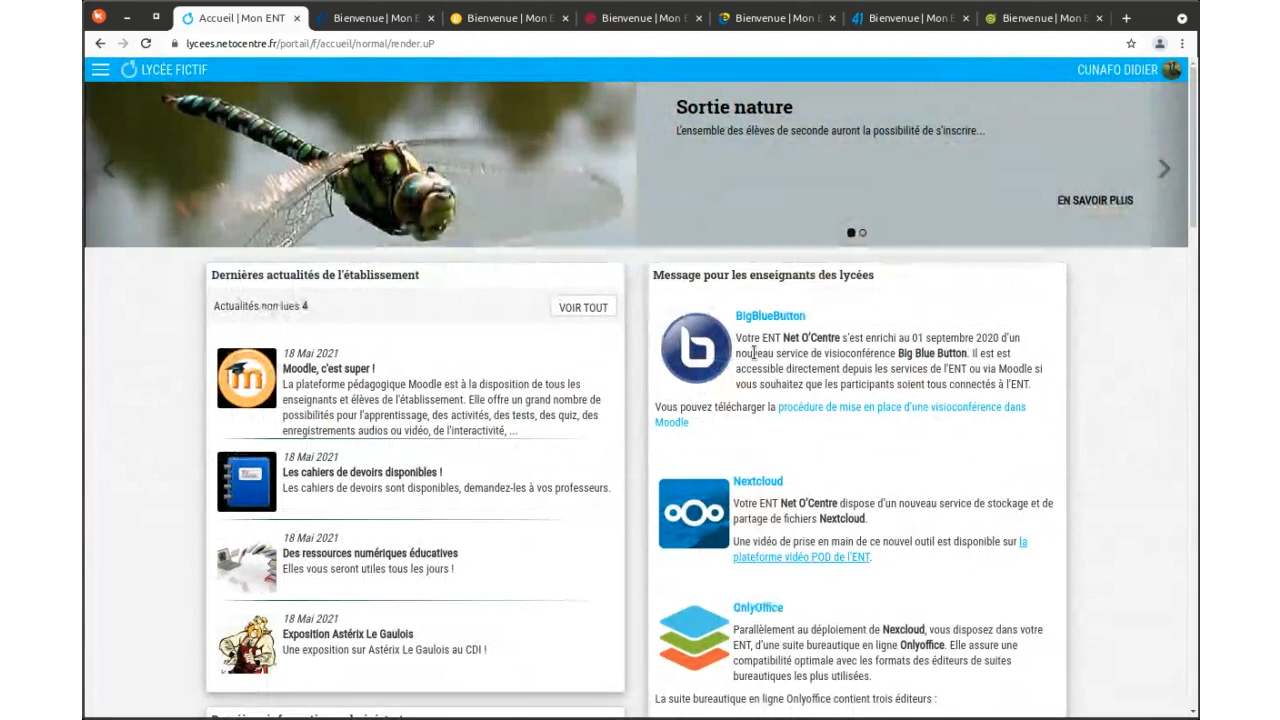 Accueil | Mon ENT
Bienvenue | Mon E
Bienvenue | Mon E
Bienvenue | Mon E
Bienvenue | Mon E
Bienvenue | Mon E
Bienvenue | Mon E
lycees.netocentre.fr/portail/f/accueil/normal/render.uP
LYCÉE FICTIF
CUNAFO DIDIER
Sortie nature
L'ensemble des élèves de seconde auront la possibilité de s'inscrire...
EN SAVOIR PLUS
Dernières actualités de l'établissement
Actualités non lues 4
VOIR TOUT
18 Mai 2021
Moodle, c'est super !
La plateforme pédagogique Moodle est à la disposition de tous les
enseignants et élèves de l'établissement. Elle offre un grand nombre de
possibilités pour l'apprentissage, des activités, des tests, des quiz, des
enregistrements audios ou vidéo, de l'interactivité, ...
18 Mai 2021
Les cahiers de devoirs disponibles !
Les cahiers de devoirs sont disponibles, demandez-les à vos professeurs.
18 Mai 2021
Des ressources numériques éducatives
Elles vous seront utiles tous les jours !
18 Mai 2021
Exposition Astérix Le Gaulois
Une exposition sur Astérix Le Gaulois au CDI !
Message pour les enseignants des lycées
BigBlueButton
Votre ENT Net O'Centre s'est enrichi au 01 septembre 2020 d'un
nouveau service de visioconférence Big Blue Button. Il est est
accessible directement depuis les services de l'ENT ou via Moodle si
vous souhaitez que les participants soient tous connectés à l'ENT.
Vous pouvez télécharger la procédure de mise en place d'une visioconférence dans
Moodle
Nextcloud
Votre ENT Net O'Centre dispose d'un nouveau service de stockage et de
partage de fichiers Nextcloud.
Une vidéo de prise en main de ce nouvel outil est disponible sur la
plateforme vidéo POD de l'ENT.
OnlyOffice
Parallèlement au déploiement de Nexcloud, vous disposez dans votre
ENT, d'une suite bureautique en ligne Onlyoffice. Elle assure une
compatibilité optimale avec les formats des éditeurs de suites
bureautiques les plus utilisées.
La suite bureautique en ligne Onlyoffice contient trois éditeurs :